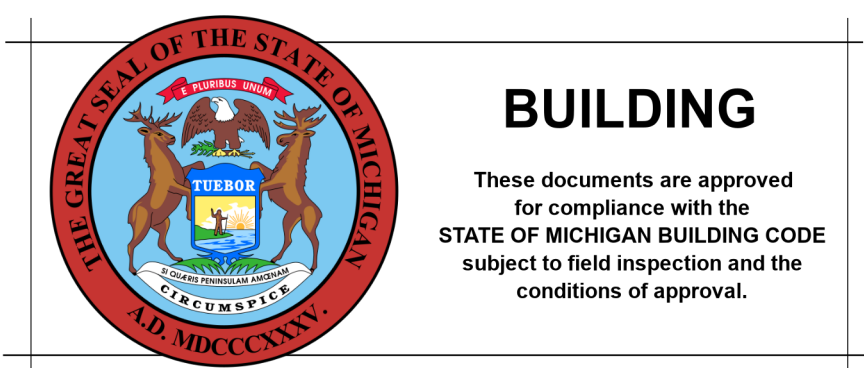 THE GREAT SEAL OF THE STATE OF MICHIGAN
E PLURIBUS UNUM
TUEBOR
SI QUÆRIS PENINSULAM AMŒNAM
CIRCUMSPICE
A.D. MDCCCXXXV.
BUILDING
These documents are approved
for compliance with the
STATE OF MICHIGAN BUILDING CODE
subject to field inspection and the
conditions of approval.